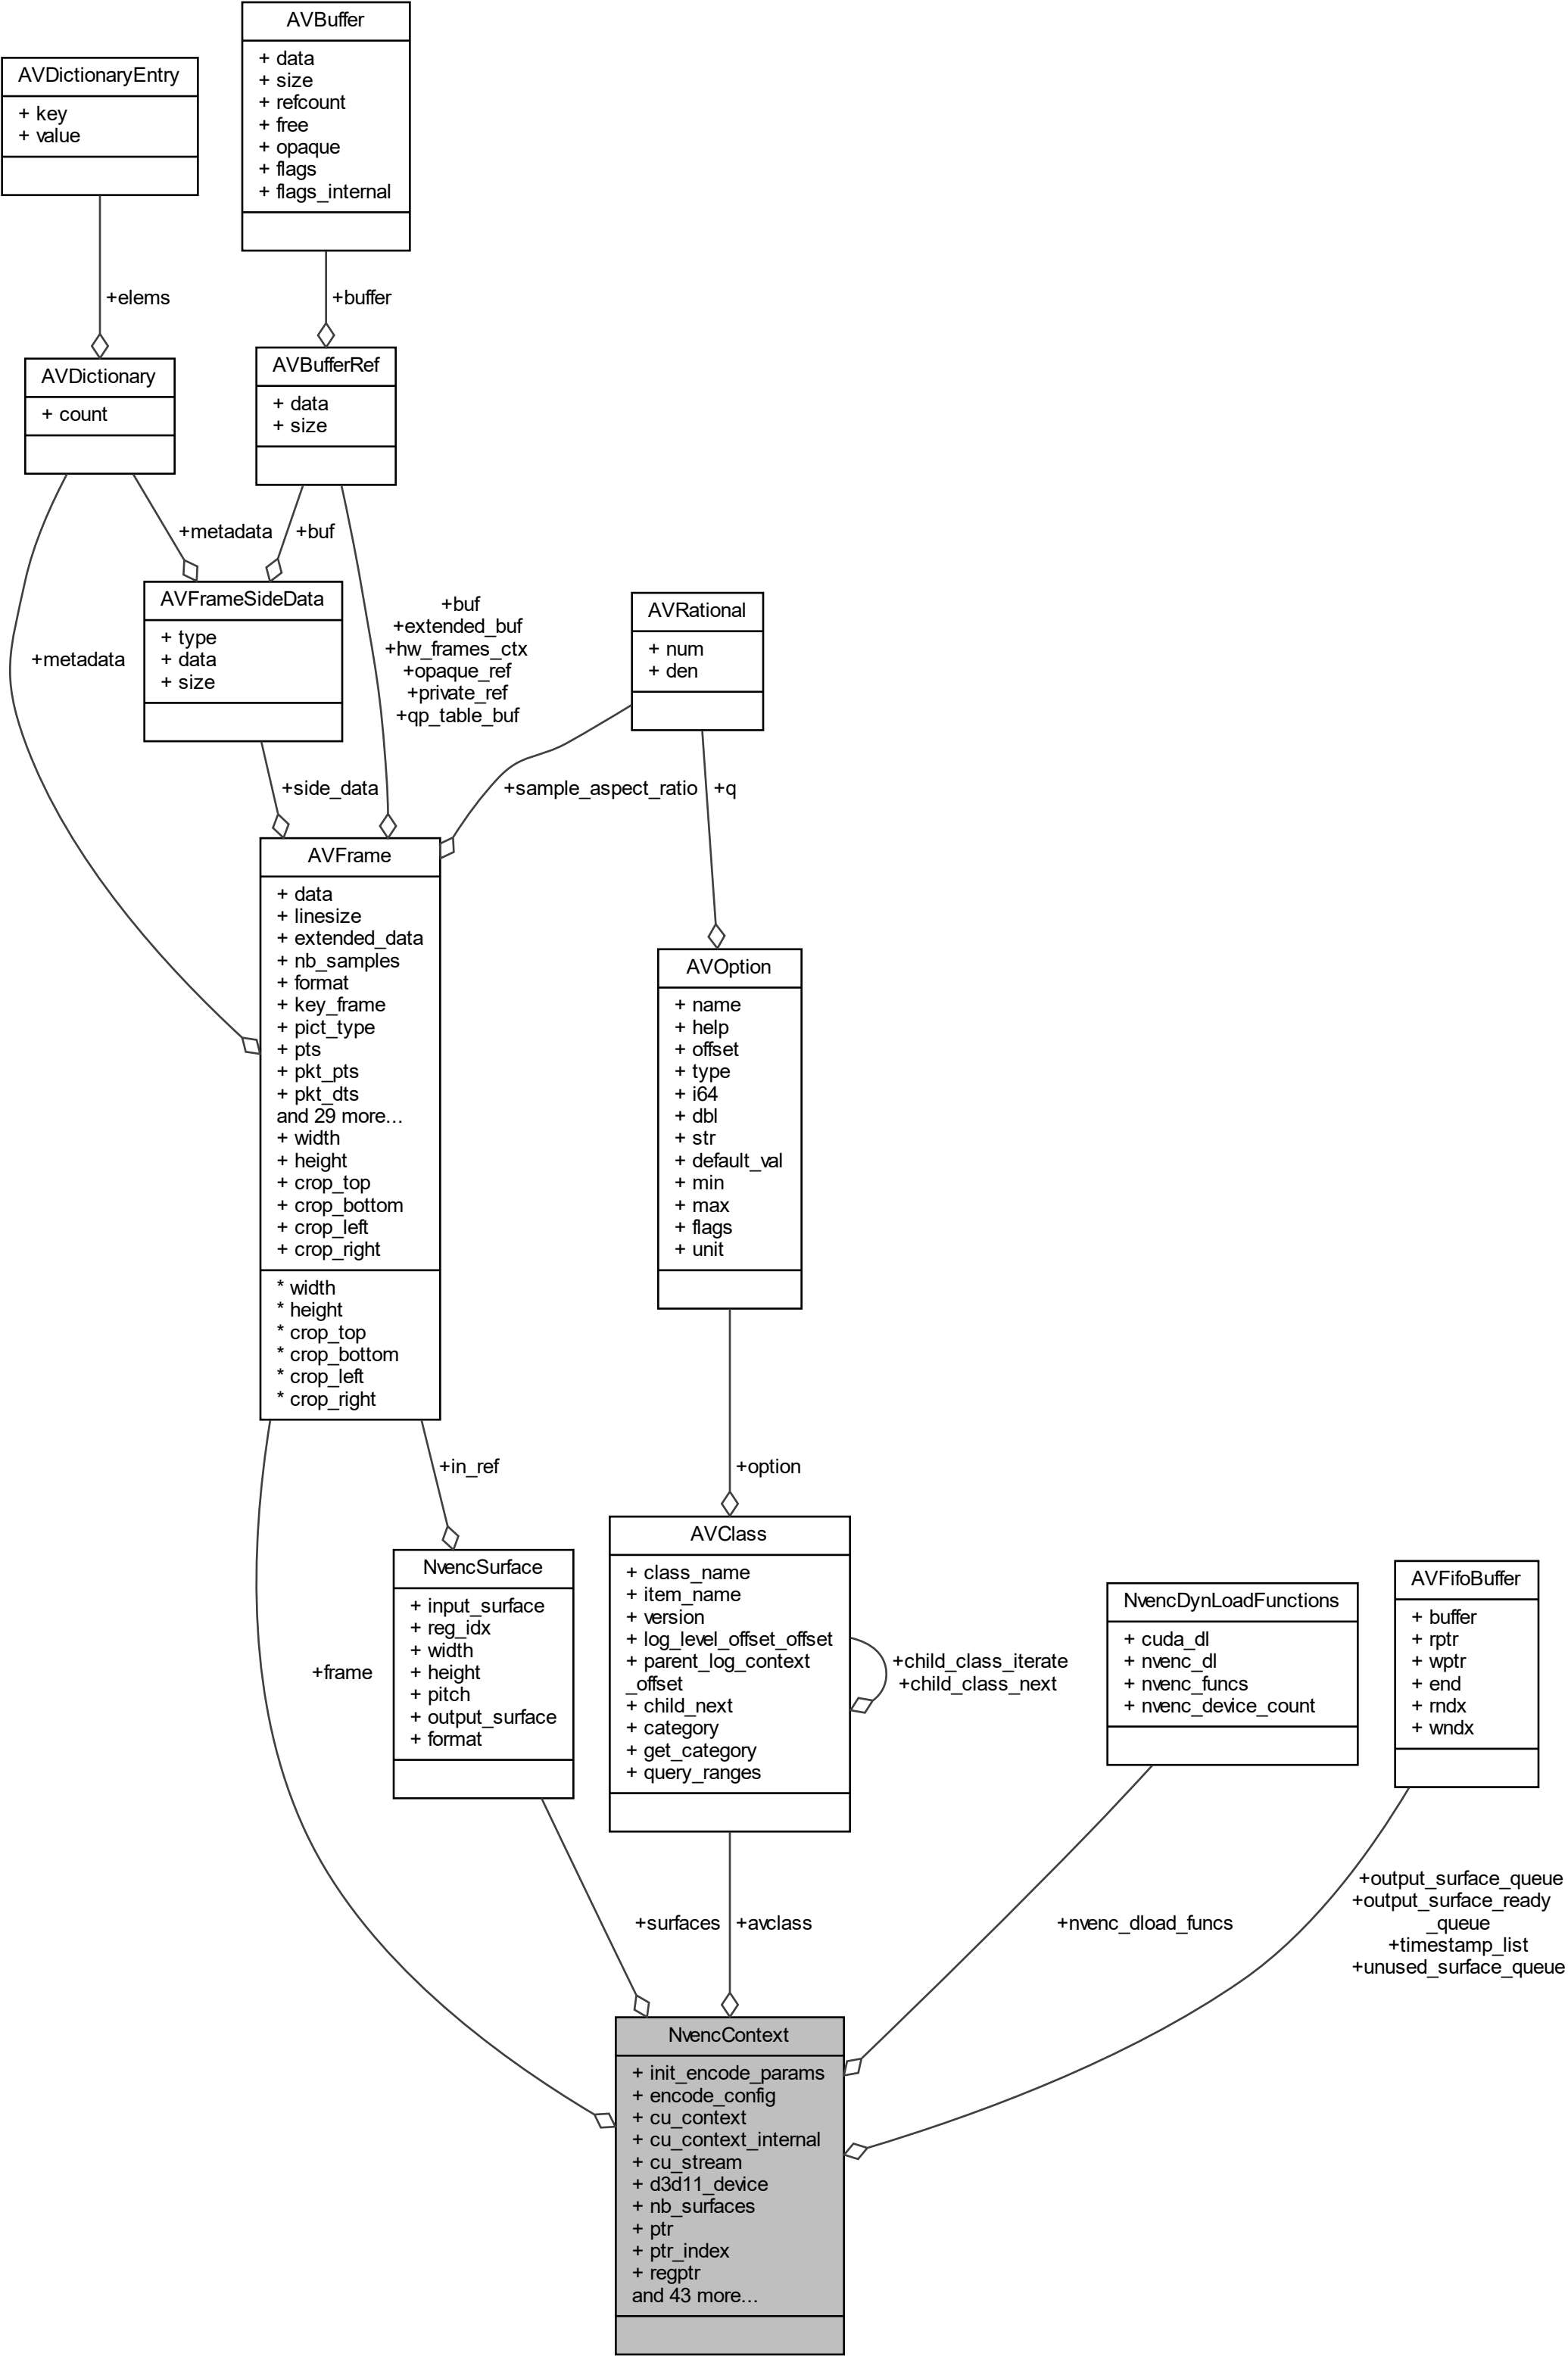 AVBuffer
+ data
+ size
+ refcount
+ free
+ opaque
+ flags
+ flags_internal
AVDictionaryEntry
+ key
+ value
+elems
+buffer
AVDictionary
+ count
AVBufferRef
+ data
+ size
+metadata
+buf
AVFrameSideData
+ type
+ data
+ size
+metadata
+buf
+extended_buf
+hw_frames_ctx
+opaque_ref
+private_ref
+qp_table_buf
AVRational
+ num
+ den
+side_data
+sample_aspect_ratio
+q
AVFrame
+ data
+ linesize
+ extended_data
+ nb_samples
+ format
+ key_frame
+ pict_type
+ pts
+ pkt_pts
+ pkt_dts
and 29 more...
+ width
+ height
+ crop_top
+ crop_bottom
+ crop_left
+ crop_right
* width
* height
* crop_top
* crop_bottom
* crop_left
* crop_right
AVOption
+ name
+ help
+ offset
+ type
+ i64
+ dbl
+ str
+ default_val
+ min
+ max
+ flags
+ unit
+in_ref
+option
+frame
NvencSurface
+ input_surface
+ reg_idx
+ width
+ height
+ pitch
+ output_surface
+ format
AVClass
+ class_name
+ item_name
+ version
+ log_level_offset_offset
+ parent_log_context
_offset
+ child_next
+ category
+ get_category
+ query_ranges
+child_class_iterate
+child_class_next
NvencDynLoadFunctions
+ cuda_dl
+ nvenc_dl
+ nvenc_funcs
+ nvenc_device_count
AVFifoBuffer
+ buffer
+ rptr
+ wptr
+ end
+ rndx
+ wndx
+surfaces
+avclass
+nvenc_dload_funcs
+output_surface_queue
+output_surface_ready
_queue
+timestamp_list
+unused_surface_queue
NvencContext
+ init_encode_params
+ encode_config
+ cu_context
+ cu_context_internal
+ cu_stream
+ d3d11_device
+ nb_surfaces
+ ptr
+ ptr_index
+ regptr
and 43 more...